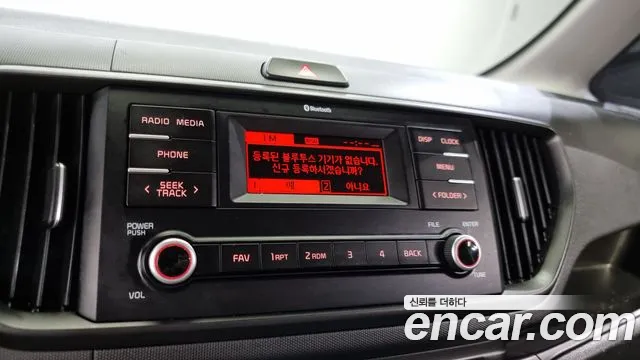 Bluetooth
RADIO MEDIA
PHONE
SEEK
TRACK
등록된 블루투스 기기가 없습니다.
신규 등록하시겠습니까?
1 예 2 아니요
DISP CLOCK
MENU
FOLDER
POWER
PUSH
VOL
FAV 1 RPT 2 RDM 3 4 BACK
FILE ENTER
TUNE
신뢰를 더하다
encar.com